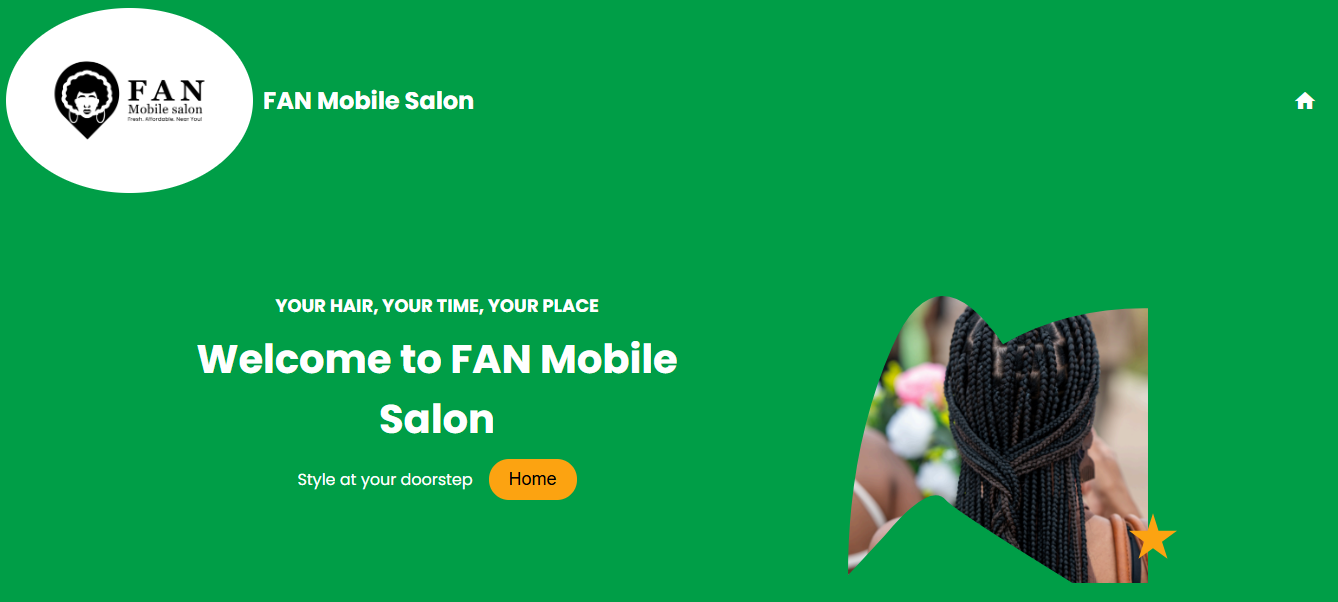 FAN
Mobile salon
Fresh. Affordable. Near You!
FAN Mobile Salon
YOUR HAIR, YOUR TIME, YOUR PLACE
Welcome to FAN Mobile
Salon
Style at your doorstep
Home